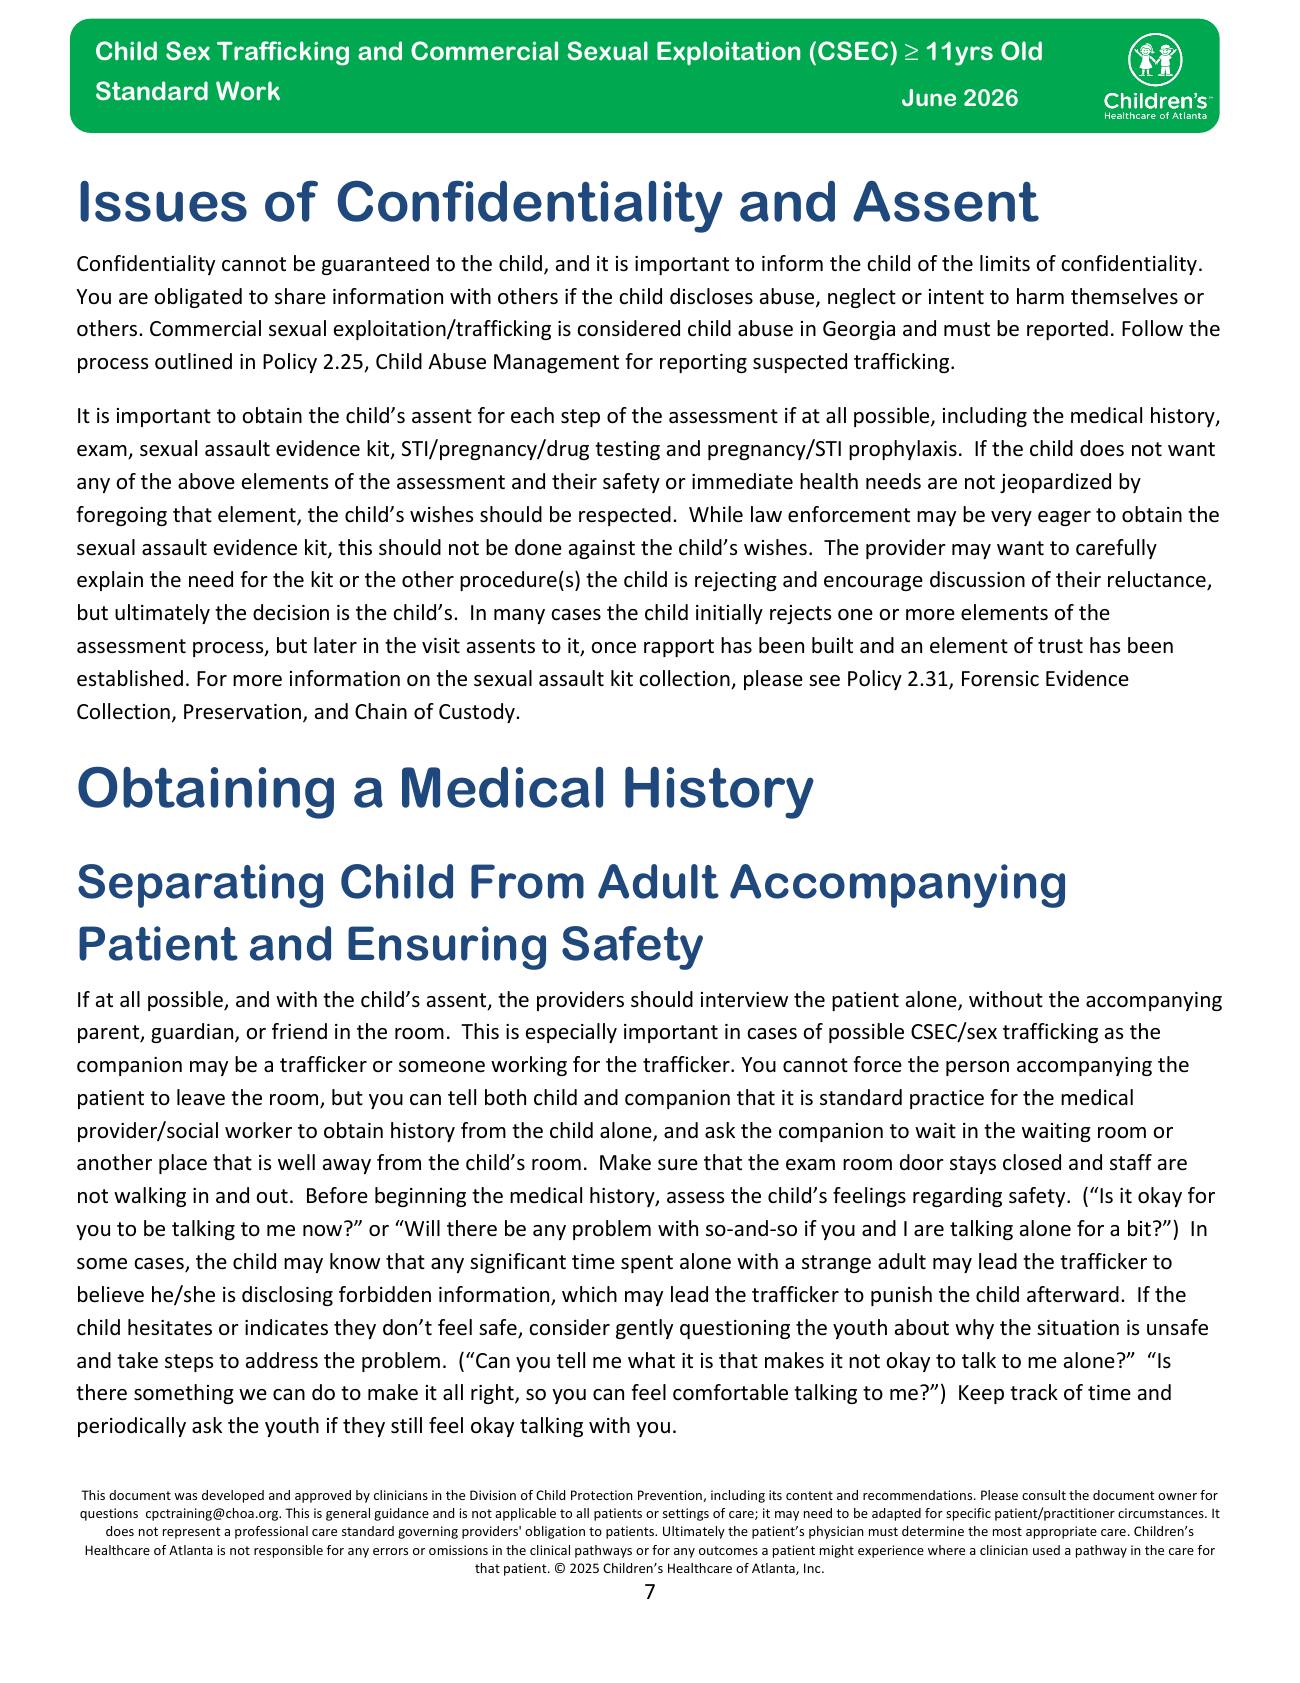 Child Sex Trafficking and Commercial Sexual Exploitation (CSEC) ≥ 11yrs Old
Standard Work
June 2026
Children's™
Healthcare of Atlanta
Issues of Confidentiality and Assent
Confidentiality cannot be guaranteed to the child, and it is important to inform the child of the limits of confidentiality.
You are obligated to share information with others if the child discloses abuse, neglect or intent to harm themselves or
others. Commercial sexual exploitation/trafficking is considered child abuse in Georgia and must be reported. Follow the
process outlined in Policy 2.25, Child Abuse Management for reporting suspected trafficking.
It is important to obtain the child’s assent for each step of the assessment if at all possible, including the medical history,
exam, sexual assault evidence kit, STI/pregnancy/drug testing and pregnancy/STI prophylaxis.  If the child does not want
any of the above elements of the assessment and their safety or immediate health needs are not jeopardized by
foregoing that element, the child’s wishes should be respected.  While law enforcement may be very eager to obtain the
sexual assault evidence kit, this should not be done against the child’s wishes.  The provider may want to carefully
explain the need for the kit or the other procedure(s) the child is rejecting and encourage discussion of their reluctance,
but ultimately the decision is the child’s.  In many cases the child initially rejects one or more elements of the
assessment process, but later in the visit assents to it, once rapport has been built and an element of trust has been
established. For more information on the sexual assault kit collection, please see Policy 2.31, Forensic Evidence
Collection, Preservation, and Chain of Custody.
Obtaining a Medical History
Separating Child From Adult Accompanying
Patient and Ensuring Safety
If at all possible, and with the child’s assent, the providers should interview the patient alone, without the accompanying
parent, guardian, or friend in the room.  This is especially important in cases of possible CSEC/sex trafficking as the
companion may be a trafficker or someone working for the trafficker. You cannot force the person accompanying the
patient to leave the room, but you can tell both child and companion that it is standard practice for the medical
provider/social worker to obtain history from the child alone, and ask the companion to wait in the waiting room or
another place that is well away from the child’s room.  Make sure that the exam room door stays closed and staff are
not walking in and out.  Before beginning the medical history, assess the child’s feelings regarding safety.  (“Is it okay for
you to be talking to me now?” or “Will there be any problem with so-and-so if you and I are talking alone for a bit?”)  In
some cases, the child may know that any significant time spent alone with a strange adult may lead the trafficker to
believe he/she is disclosing forbidden information, which may lead the trafficker to punish the child afterward.  If the
child hesitates or indicates they don’t feel safe, consider gently questioning the youth about why the situation is unsafe
and take steps to address the problem.  (“Can you tell me what it is that makes it not okay to talk to me alone?”  “Is
there something we can do to make it all right, so you can feel comfortable talking to me?”)  Keep track of time and
periodically ask the youth if they still feel okay talking with you.
This document was developed and approved by clinicians in the Division of Child Protection Prevention, including its content and recommendations. Please consult the document owner for
questions  cpctraining@choa.org. This is general guidance and is not applicable to all patients or settings of care; it may need to be adapted for specific patient/practitioner circumstances. It
does not represent a professional care standard governing providers' obligation to patients. Ultimately the patient’s physician must determine the most appropriate care. Children’s
Healthcare of Atlanta is not responsible for any errors or omissions in the clinical pathways or for any outcomes a patient might experience where a clinician used a pathway in the care for
that patient. © 2025 Children’s Healthcare of Atlanta, Inc.
7